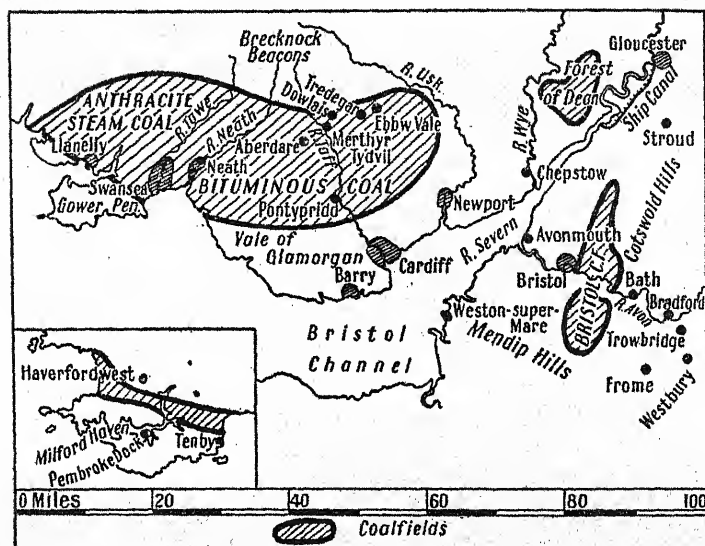 Brecknock
Beacons
R. Usk.
Gloucester
Forest
of Dean
Ship Canal
Stroud
R. Wye
Chepstow
ANTHRACITE
STEAM COAL
R. Tawe
R. Neath
Tredegar
Dowlais
Ebbw Vale
Merthyr
Tydvil
Aberdare
R. Taff
Llanelly
Swansea
Neath
Gower Pen.
BITUMINOUS COAL
Pontypridd
Newport
Vale of
Glamorgan
Cardiff
Barry
R. Severn
Avonmouth
Bristol
BRISTOL C.F.
Cotswold Hills
Bath
R. Avon
Bradford
Trowbridge
Westbury
Frome
Weston-super-
Mare
Mendip Hills
Bristol
Channel
Haverfordwest
Milford Haven
Pembroke Dock
Tenby
0 Miles 20 40 60 80 100
Coalfields